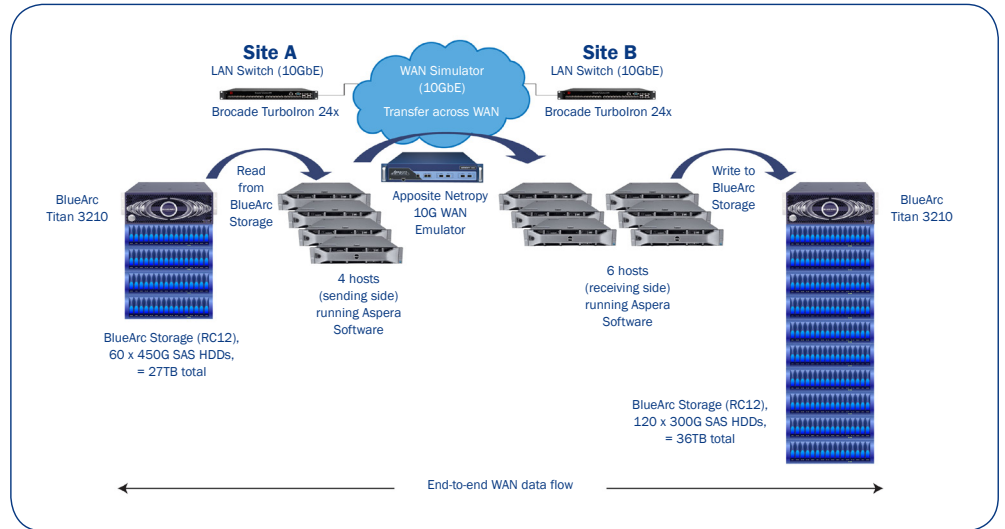 Site A
LAN Switch (10GbE)
Brocade TurboIron 24x
WAN Simulator
(10GbE)
Transfer across WAN
Site B
LAN Switch (10GbE)
Brocade TurboIron 24x
BlueArc
Titan 3210
Read
from
BlueArc
Storage
Apposite Netropy
10G WAN
Emulator
Write to
BlueArc
Storage
BlueArc
Titan 3210
4 hosts
(sending side)
running Aspera
Software
6 hosts
(receiving side)
running Aspera
Software
BlueArc Storage (RC12),
60 x 450G SAS HDDs,
= 27TB total
BlueArc Storage (RC12),
120 x 300G SAS HDDs,
= 36TB total
End-to-end WAN data flow